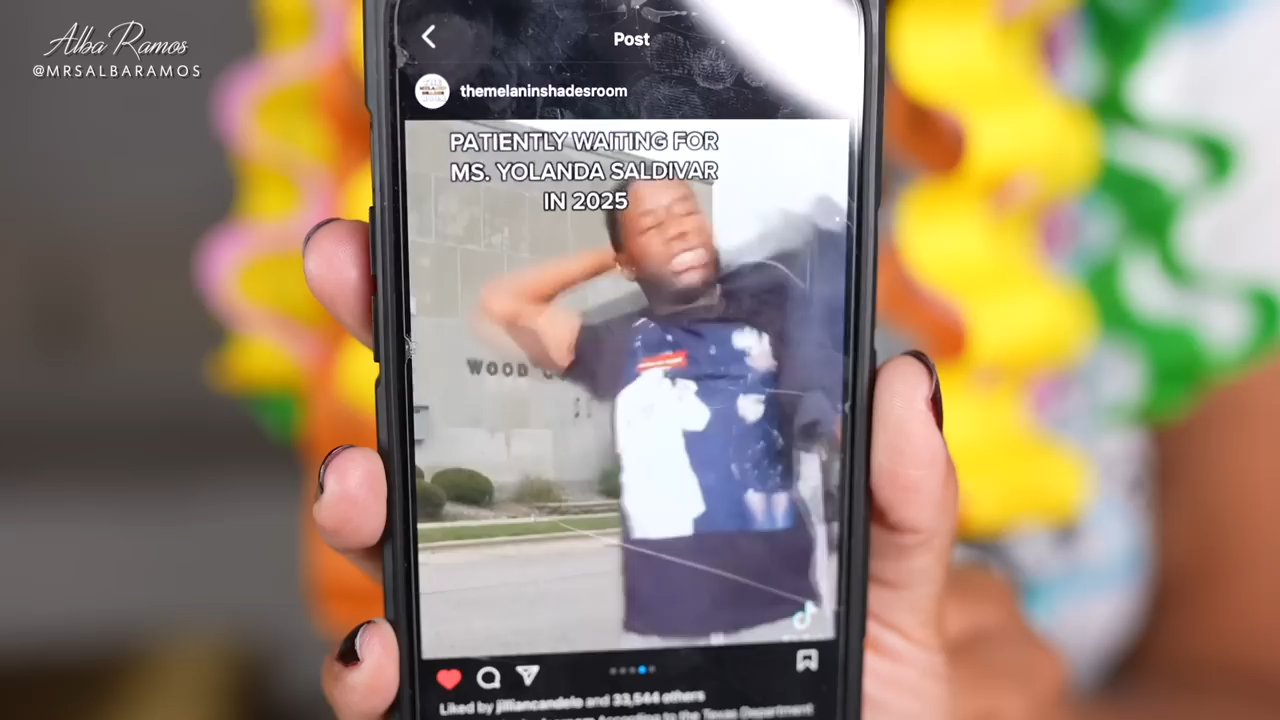 Alba Ramos
@MRSALBARAMOS
Post
themelaninshadesroom
PATIENTLY WAITING FOR
MS. YOLANDA SALDIVAR
IN 2025
WOOD
Liked by jilliancandelo and 33,544 others
According to the Texas Department